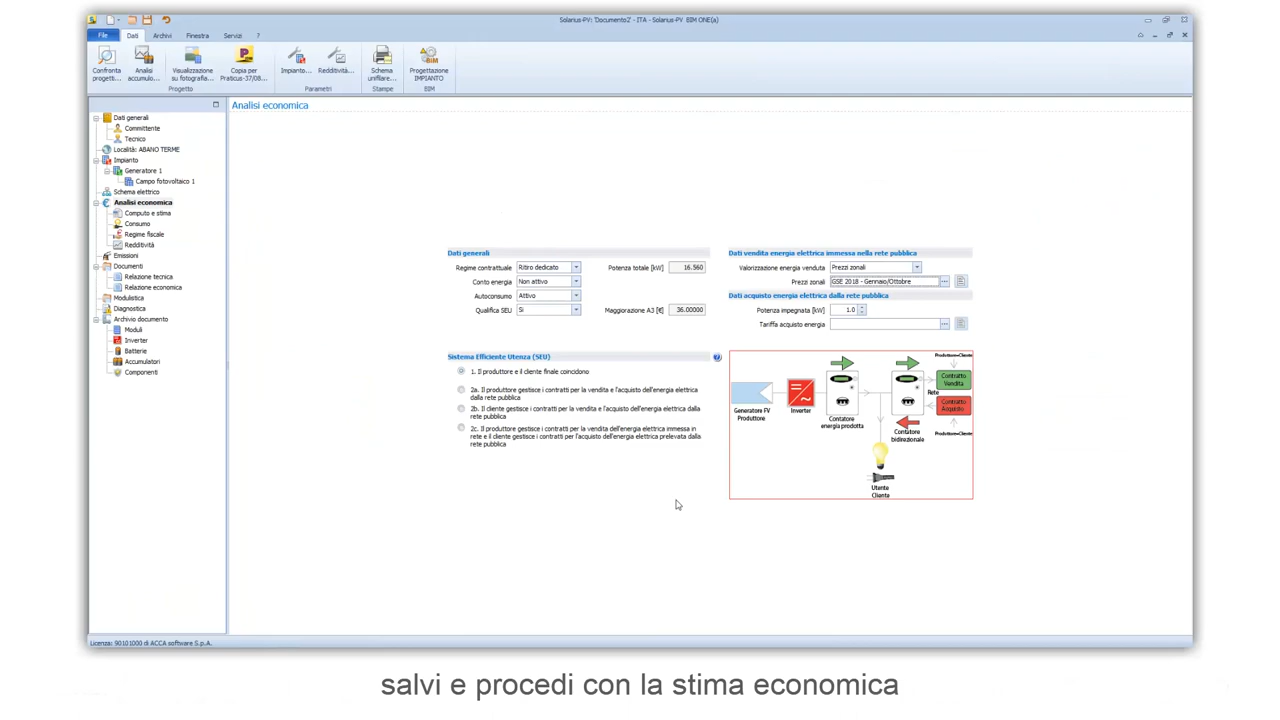 Solarius-PV: 'Documento2' - ITA - Solarius-PV BIM ONE(a)
File Dati Archivi Finestra Servizi ?
Confronta progetti... Analisi accumulo... Visualizzazione su fotografia... Copia per Praticus-37/08... Impianto... Redditività... Schema unifilare... Progettazione IMPIANTO
Progetto Parametri Stampe BIM
Analisi economica
Dati generali
Committente
Tecnico
Località: ABANO TERME
Impianto
Generatore 1
Campo fotovoltaico 1
Schema elettrico
Analisi economica
Computo e stima
Consumo
Regime fiscale
Redditività
Emissioni
Documenti
Relazione tecnica
Relazione economica
Modulistica
Diagnostica
Archivio documento
Moduli
Inverter
Batterie
Accumulatori
Componenti
Dati generali
Regime contrattuale Ritiro dedicato Potenza totale [kW] 16.560
Conto energia Non attivo
Autoconsumo Attivo
Qualifica SEU Si Maggiorazione A3 [€] 36.00000
Dati vendita energia elettrica immessa nella rete pubblica
Valorizzazione energia venduta Prezzi zonali
Prezzi zonali GSE 2018 - Gennaio/Ottobre
Dati acquisto energia elettrica dalla rete pubblica
Potenza impegnata [kW] 1.0
Tariffa acquisto energia
Sistema Efficiente Utenza (SEU)
1. Il produttore e il cliente finale coincidono
2a. Il produttore gestisce i contratti per la vendita e l'acquisto dell'energia elettrica
dalla rete pubblica
2b. Il cliente gestisce i contratti per la vendita e l'acquisto dell'energia elettrica dalla
rete pubblica
2c. Il produttore gestisce i contratti per la vendita dell'energia elettrica immessa in
rete e il cliente gestisce i contratti per l'acquisto dell'energia elettrica prelevata dalla
rete pubblica
Produttore=Cliente
Contratto
Vendita
Rete
Contratto
Acquisto
Produttore=Cliente
Generatore FV
Produttore
Inverter
Contatore
energia prodotta
Contatore
bidirezionale
Utente
Cliente
Licenza: 90101000 di ACCA software S.p.A.
salvi e procedi con la stima economica